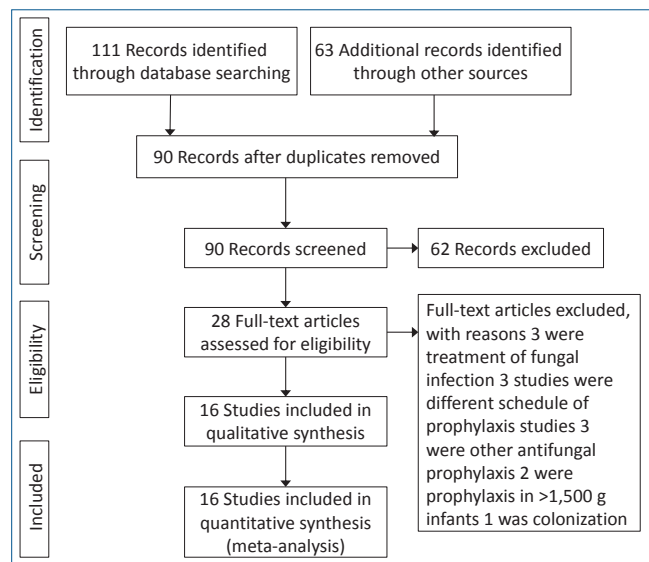 Identification
111 Records identified
through database searching
63 Additional records identified
through other sources
90 Records after duplicates removed
Screening
90 Records screened
62 Records excluded
Eligibility
28 Full-text articles
assessed for eligibility
Full-text articles excluded,
with reasons 3 were
treatment of fungal
infection 3 studies were
different schedule of
prophylaxis studies 3
were other antifungal
prophylaxis 2 were
prophylaxis in >1,500 g
infants 1 was colonization
16 Studies included in
qualitative synthesis
Included
16 Studies included in
quantitative synthesis
(meta-analysis)